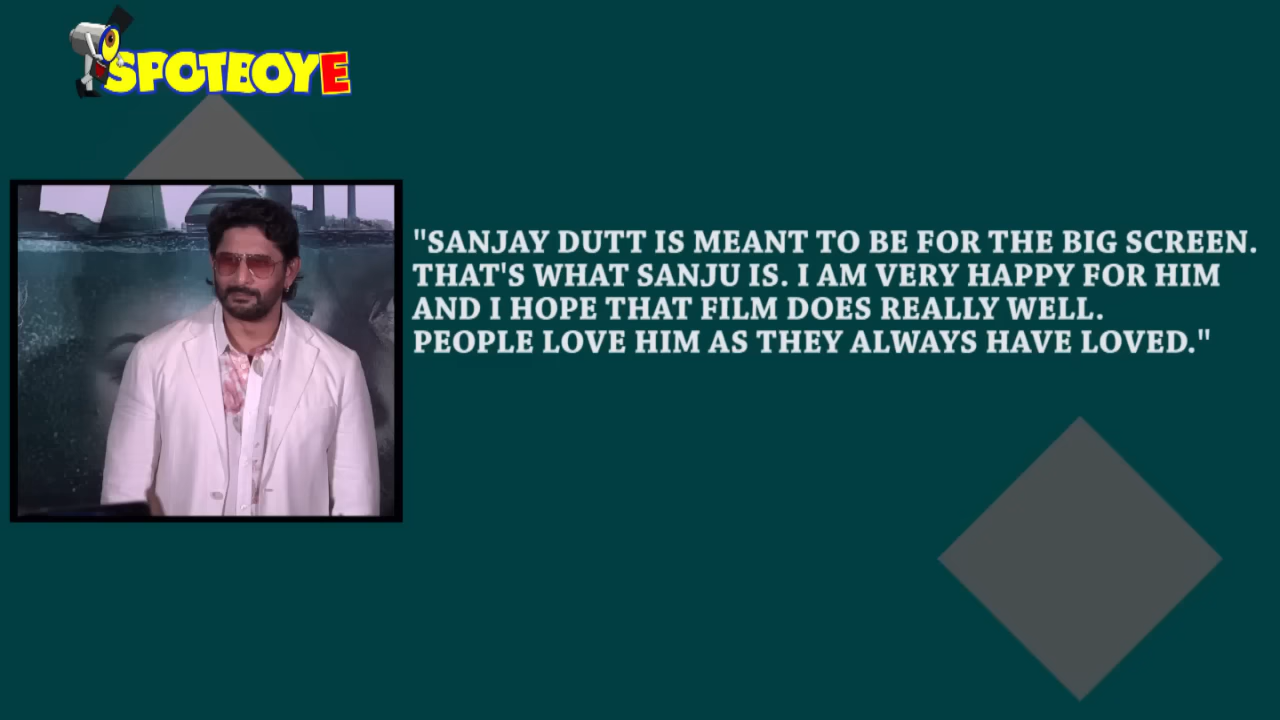 SPOTBOYE
"SANJAY DUTT IS MEANT TO BE FOR THE BIG SCREEN.
THAT'S WHAT SANJU IS. I AM VERY HAPPY FOR HIM
AND I HOPE THAT FILM DOES REALLY WELL.
PEOPLE LOVE HIM AS THEY ALWAYS HAVE LOVED."